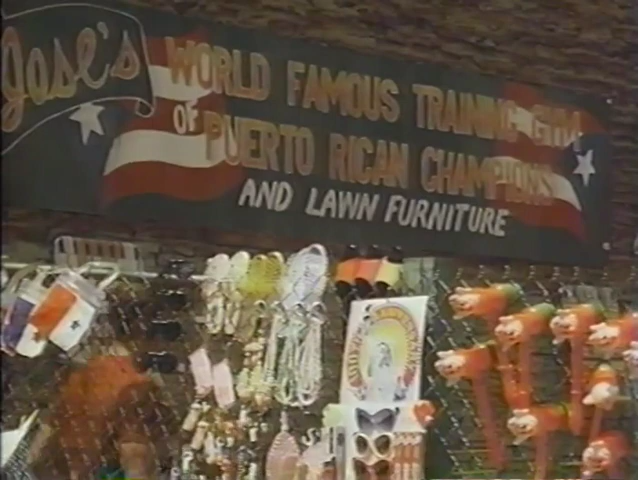 Jose's
WORLD FAMOUS TRAINING GYM
OF PUERTO RICAN CHAMPIONS
AND LAWN FURNITURE